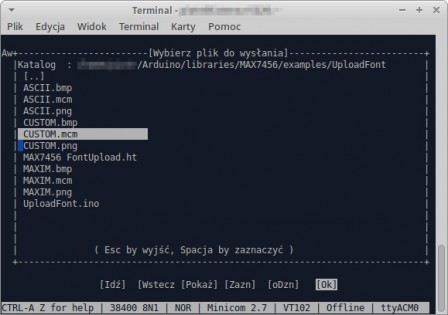 Terminal -
Plik Edycja Widok Terminal Karty Pomoc
Aw+-----------------------[Wybierz plik do wysłania]-----------------------+
|Katalog : /Arduino/libraries/MAX7456/examples/UploadFont
| [..]
| ASCII.bmp
| ASCII.mcm
| ASCII.png
| CUSTOM.bmp
| CUSTOM.mcm
CUSTOM.png
| MAX7456 FontUpload.ht
| MAXIM.bmp
| MAXIM.mcm
| MAXIM.png
| UploadFont.ino
( Esc by wyjść, Spacja by zaznaczyć )
[Idź] [Wstecz [Pokaż] [Zazn] [oDzn] [Ok]
CTRL-A Z for help | 38400 8N1 | NOR | Minicom 2.7 | VT102 | Offline | ttyACM0